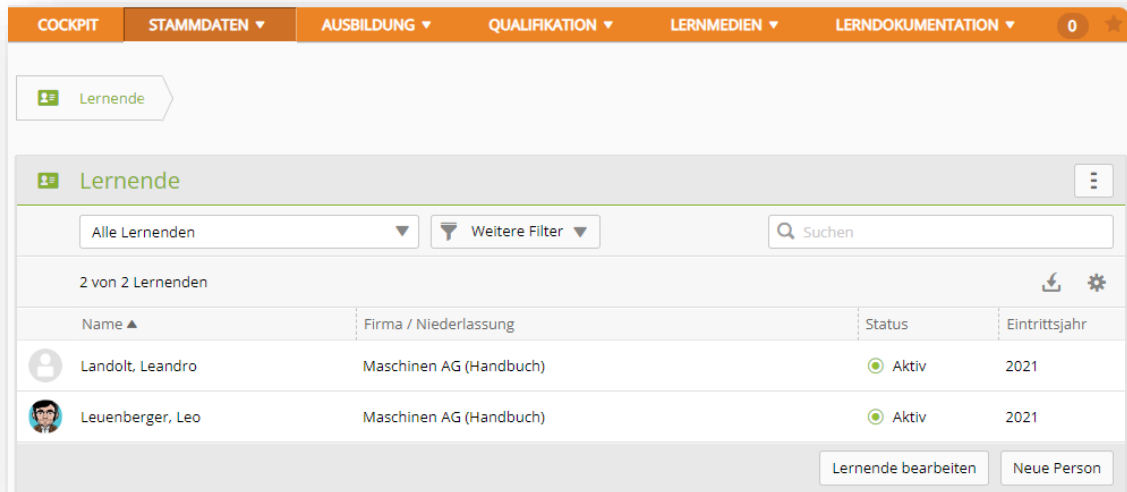 COCKPIT STAMMDATEN ▼ AUSBILDUNG ▼ QUALIFIKATION ▼ LERNMEDIEN ▼ LERNDOKUMENTATION ▼ 0
Lernende
Lernende
Alle Lernenden ▼ Weitere Filter ▼ Suchen
2 von 2 Lernenden
Name ▲ Firma / Niederlassung Status Eintrittsjahr
Landolt, Leandro Maschinen AG (Handbuch) Aktiv 2021
Leuenberger, Leo Maschinen AG (Handbuch) Aktiv 2021
Lernende bearbeiten Neue Person